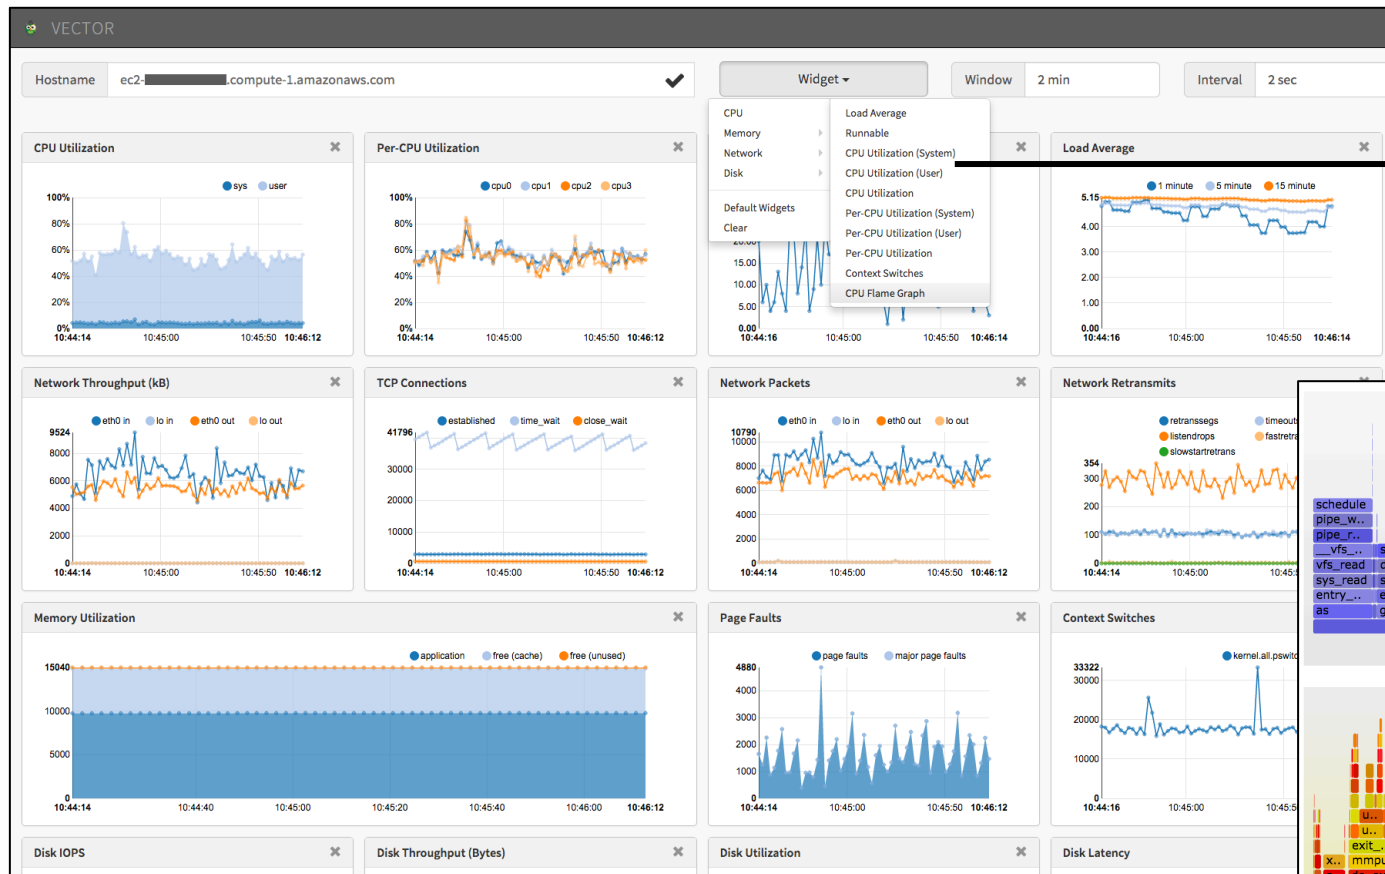 VECTOR
Hostname ec2- .compute-1.amazonaws.com Widget Window 2 min Interval 2 sec
CPU
Memory
Network
Disk
Default Widgets
Clear
Load Average
Runnable
CPU Utilization (System)
CPU Utilization (User)
CPU Utilization
Per-CPU Utilization (System)
Per-CPU Utilization (User)
Per-CPU Utilization
Context Switches
CPU Flame Graph
CPU Utilization
sys user
100%
80%
60%
40%
20%
0%
10:44:14 10:45:00 10:45:50 10:46:12
Per-CPU Utilization
cpu0 cpu1 cpu2 cpu3
100%
80%
60%
40%
20%
0%
10:44:14 10:45:00 10:45:50 10:46:12
20.00
15.00
10.00
5.00
0.00
10:44:16 10:45:00 10:45:50 10:46:14
Load Average
1 minute 5 minute 15 minute
5.15
4.00
3.00
2.00
1.00
0.00
10:44:16 10:45:00 10:45:50 10:46:14
Network Throughput (kB)
eth0 in lo in eth0 out lo out
9524
8000
6000
4000
2000
0
10:44:14 10:45:00 10:45:50 10:46:12
TCP Connections
established time_wait close_wait
41796
30000
20000
10000
0
10:44:14 10:45:00 10:45:50 10:46:12
Network Packets
eth0 in lo in eth0 out lo out
10790
10000
8000
6000
4000
2000
0
10:44:14 10:45:00 10:45:50 10:46:12
Network Retransmits
retranssegs timeouts
listendrops fastretra
slowstartretrans
354
300
200
100
0
10:44:14 10:45:00 10:45:5
schedule
pipe_w..
pipe_r..
__vfs_.. s
vfs_read
sys_read s
entry_.. e
as g
Memory Utilization
application free (cache) free (unused)
15040
10000
5000
0
10:44:14 10:44:40 10:45:00 10:45:20 10:45:40 10:46:00 10:46:12
Page Faults
page faults major page faults
4880
4000
3000
2000
1000
0
10:44:14 10:45:00 10:45:50 10:46:12
Context Switches
kernel.all.pswitc
33322
30000
20000
10000
0
10:44:16 10:45:00 10:45:5
u..
u..
exit_..
x.. mmpu
Disk IOPS
Disk Throughput (Bytes)
Disk Utilization
Disk Latency